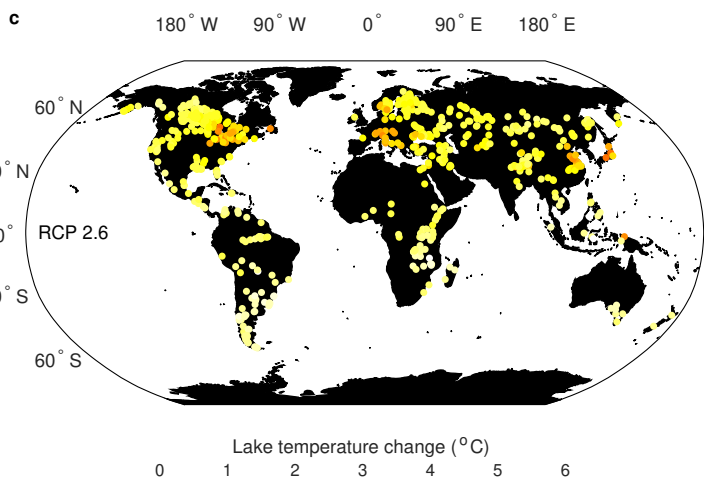 c
180° W 90° W 0° 90° E 180° E
60° N
° N
RCP 2.6
° S
60° S
Lake temperature change (°C)
0 1 2 3 4 5 6